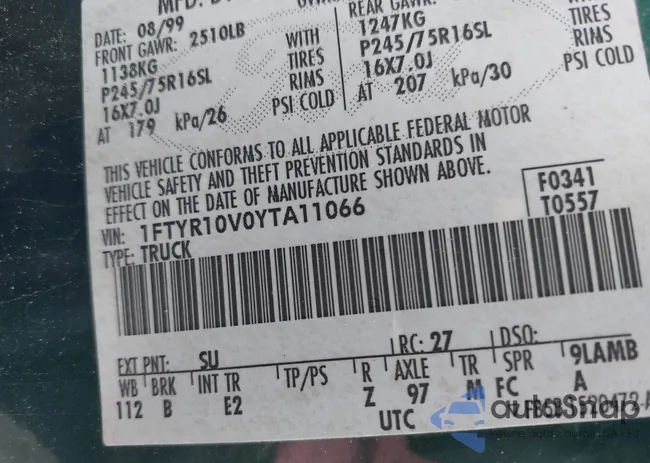 MFD.
DATE: 08/99
FRONT GAWR: 2510LB
1138KG WITH
P245/75R16SL TIRES
16X7.0J RIMS
AT 179 kPa/26 PSI COLD
REAR GAWR:
1247KG WITH
P245/75R16SL TIRES
16X7.0J RIMS
AT 207 kPa/30 PSI COLD
THIS VEHICLE CONFORMS TO ALL APPLICABLE FEDERAL MOTOR
VEHICLE SAFETY AND THEFT PREVENTION STANDARDS IN
EFFECT ON THE DATE OF MANUFACTURE SHOWN ABOVE.
VIN: 1FTYR10V0YTA11066
TYPE: TRUCK
F0341
T0557
EXT PNT: SU RC: 27 DSO:
WB BRK INT TR TP/PS R AXLE TR SPR 9LAMB
112 B E2 Z 97 M FC A
UTC
autoSnap